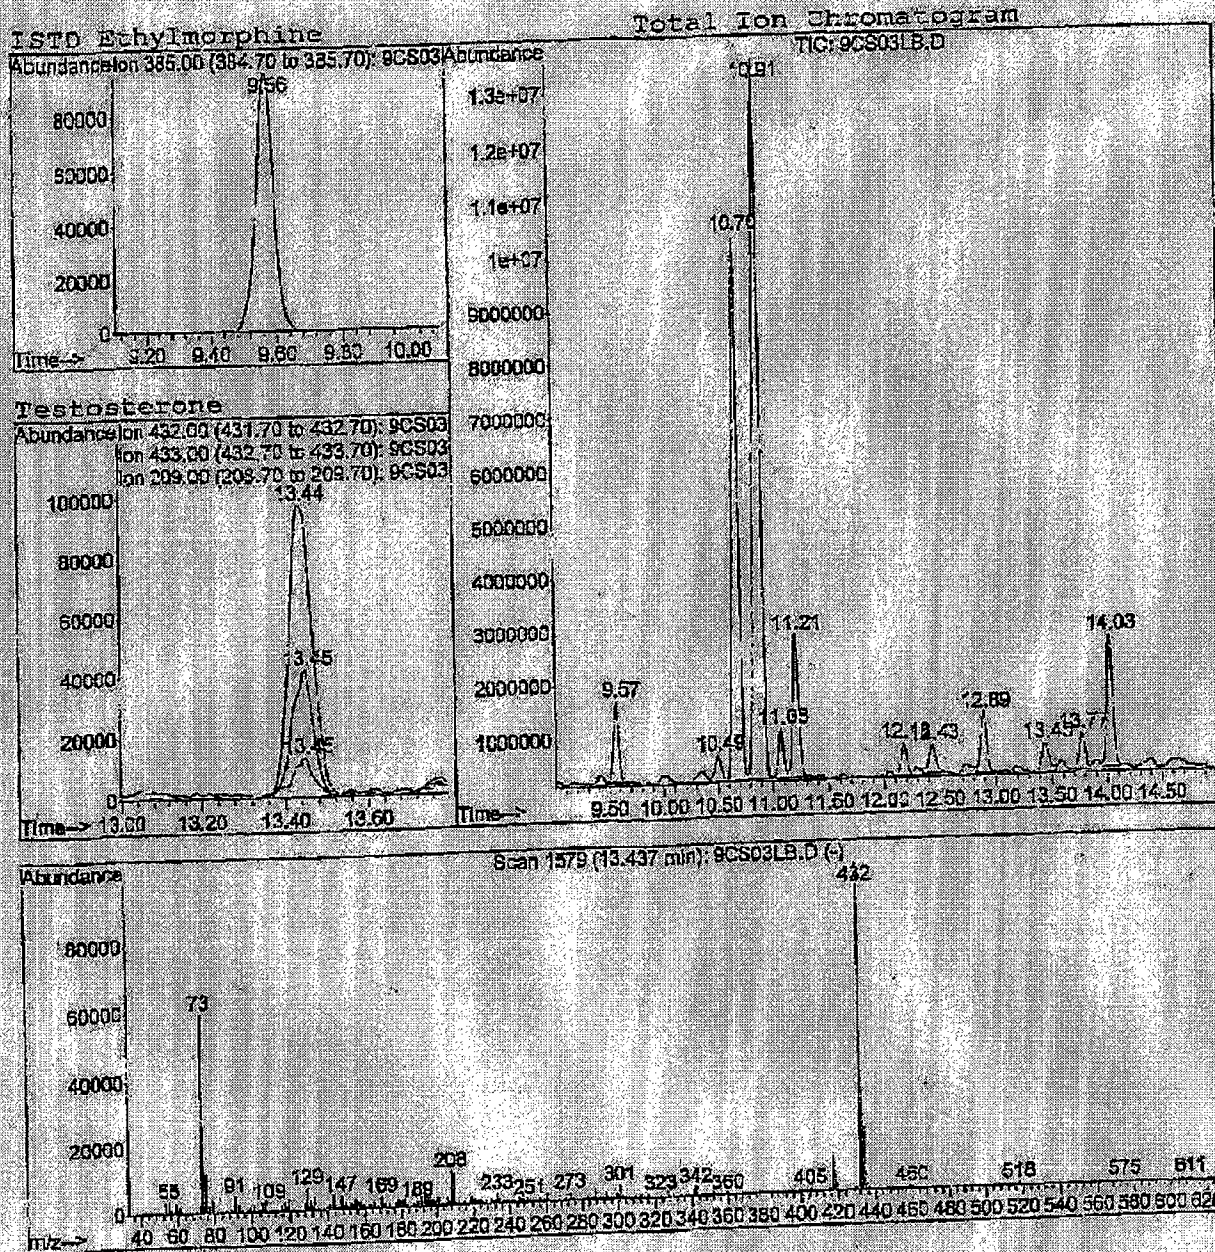 ISTD Ethylmorphine
Abundance Ion 385.00 (384.70 to 385.70): 9CS03
9.56
80000
60000
40000
20000
0
Time--> 9.20 9.40 9.60 9.80 10.00
Total Ion Chromatogram
Abundance TIC: 9CS03LB.D
10.91
1.3e+07
1.2e+07
1.1e+07
10.70
1e+07
9000000
8000000
7000000
6000000
5000000
4000000
3000000
2000000
1000000
9.57
10.49
11.05
11.21
12.43
12.89
13.45
13.77
14.03
Time--> 9.50 10.00 10.50 11.00 11.50 12.00 12.50 13.00 13.50 14.00 14.50
Testosterone
Abundance Ion 432.00 (431.70 to 432.70): 9CS03
Ion 433.00 (432.70 to 433.70): 9CS03
Ion 209.00 (208.70 to 209.70): 9CS03
13.44
100000
80000
60000
13.45
40000
20000
13.45
0
Time--> 13.00 13.20 13.40 13.60
Abundance Scan 1579 (13.437 min): 9CS03LB.D (-)
432
80000
73
60000
40000
20000
0
55 91 109 129 147 169 189 208 233 251 273 301 323 342 360 405 460 518 575 611
m/z--> 40 60 80 100 120 140 160 180 200 220 240 260 280 300 320 340 360 380 400 420 440 460 480 500 520 540 560 580 600 620